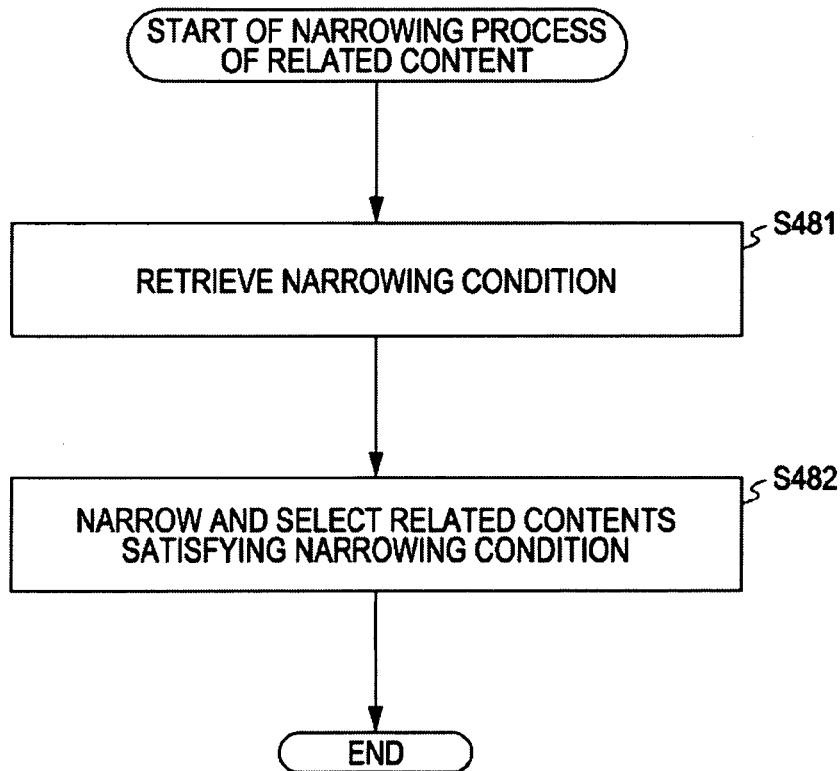 START OF NARROWING PROCESS
OF RELATED CONTENT
S481
RETRIEVE NARROWING CONDITION
S482
NARROW AND SELECT RELATED CONTENTS
SATISFYING NARROWING CONDITION
END